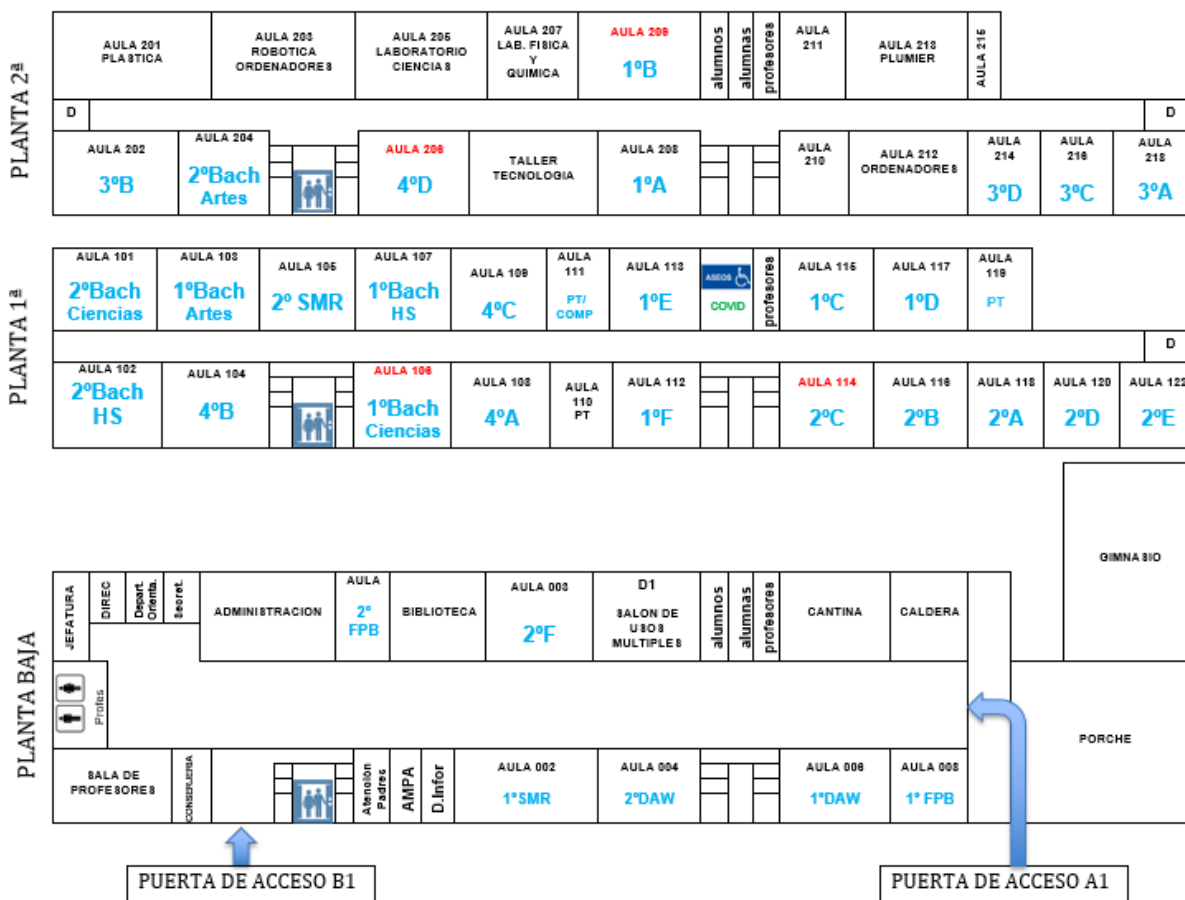 PLANTA 2ª
AULA 201
PLASTICA
AULA 203
ROBOTICA
ORDENADORES
AULA 205
LABORATORIO
CIENCIAS
AULA 207
LAB. FISICA
Y
QUIMICA
AULA 209
1ºB
alumnos
alumnas
profesores
AULA
211
AULA 213
PLUMIER
AULA 215
D
D
AULA 202
3ºB
AULA 204
2ºBach
Artes
AULA 206
4ºD
TALLER
TECNOLOGIA
AULA 208
1ºA
AULA
210
AULA 212
ORDENADORES
AULA
214
3ºD
AULA
216
3ºC
AULA
218
3ºA
PLANTA 1ª
AULA 101
2ºBach
Ciencias
AULA 103
1ºBach
Artes
AULA 105
2º SMR
AULA 107
1ºBach
HS
AULA 109
4ºC
AULA
111
PT/
COMP
AULA 113
1ºE
ASEOS
COVID
profesores
AULA 115
1ºC
AULA 117
1ºD
AULA
119
PT
D
AULA 102
2ºBach
HS
AULA 104
4ºB
AULA 106
1ºBach
Ciencias
AULA 108
4ºA
AULA
110
PT
AULA 112
1ºF
AULA 114
2ºC
AULA 116
2ºB
AULA 118
2ºA
AULA 120
2ºD
AULA 122
2ºE
PLANTA BAJA
JEFATURA
DIREC
Depart.
Orienta.
Secret.
ADMINISTRACION
AULA
2º
FPB
BIBLIOTECA
AULA 003
2ºF
D1
SALON DE
USOS
MULTIPLES
alumnos
alumnas
profesores
CANTINA
CALDERA
GIMNASIO
Profes
PORCHE
SALA DE
PROFESORES
CONSERJERIA
Atención
Padres
AMPA
D.Infor
AULA 002
1ºSMR
AULA 004
2ºDAW
AULA 006
1ºDAW
AULA 008
1º FPB
PUERTA DE ACCESO B1
PUERTA DE ACCESO A1